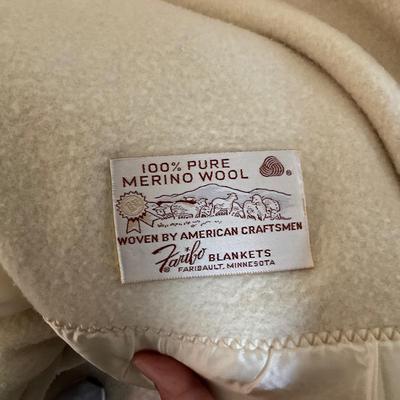 100% PURE
MERINO WOOL
®
WOVEN BY AMERICAN CRAFTSMEN
Faribo® BLANKETS
FARIBAULT, MINNESOTA